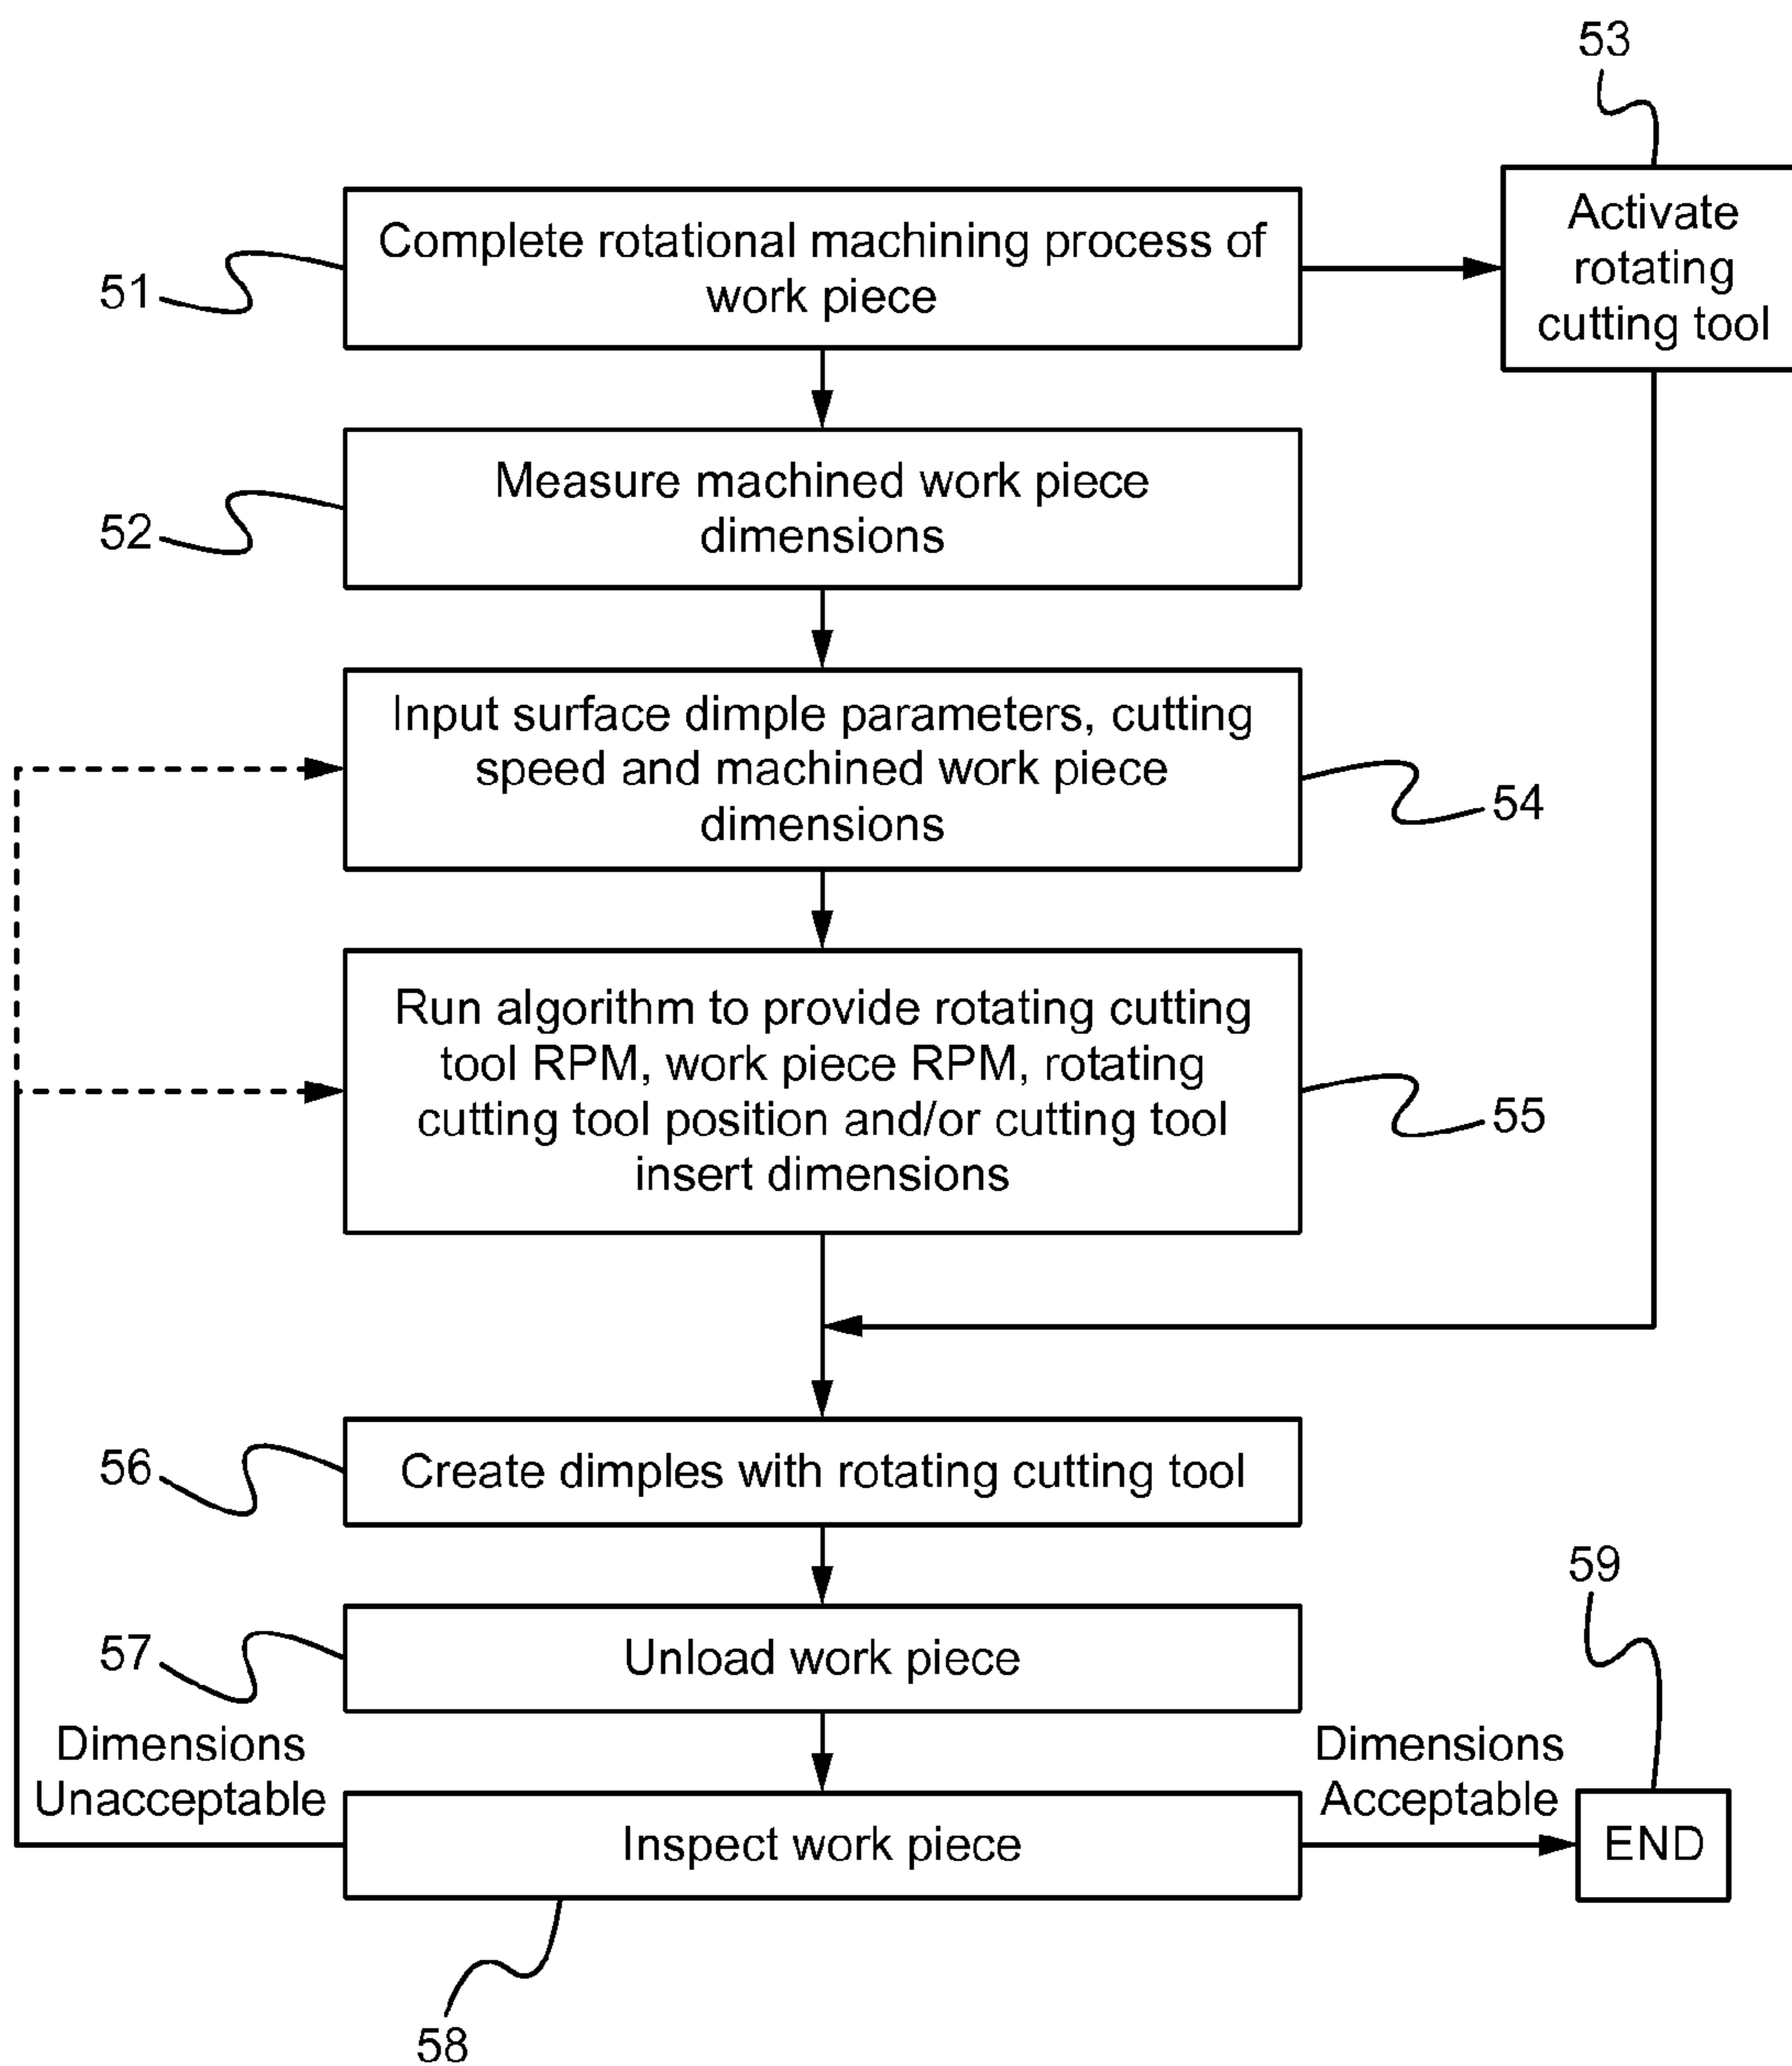 53
Activate
rotating
cutting tool
51
Complete rotational machining process of
work piece
52
Measure machined work piece
dimensions
Input surface dimple parameters, cutting
speed and machined work piece
dimensions
54
Run algorithm to provide rotating cutting
tool RPM, work piece RPM, rotating
cutting tool position and/or cutting tool
insert dimensions
55
56
Create dimples with rotating cutting tool
57
Unload work piece
Dimensions
Unacceptable
Inspect work piece
58
Dimensions
Acceptable
59
END